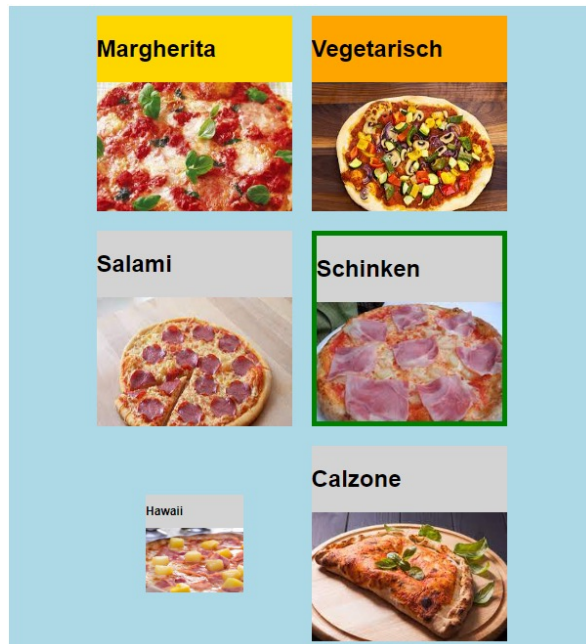 Margherita
Vegetarisch
Salami
Schinken
Hawaii
Calzone